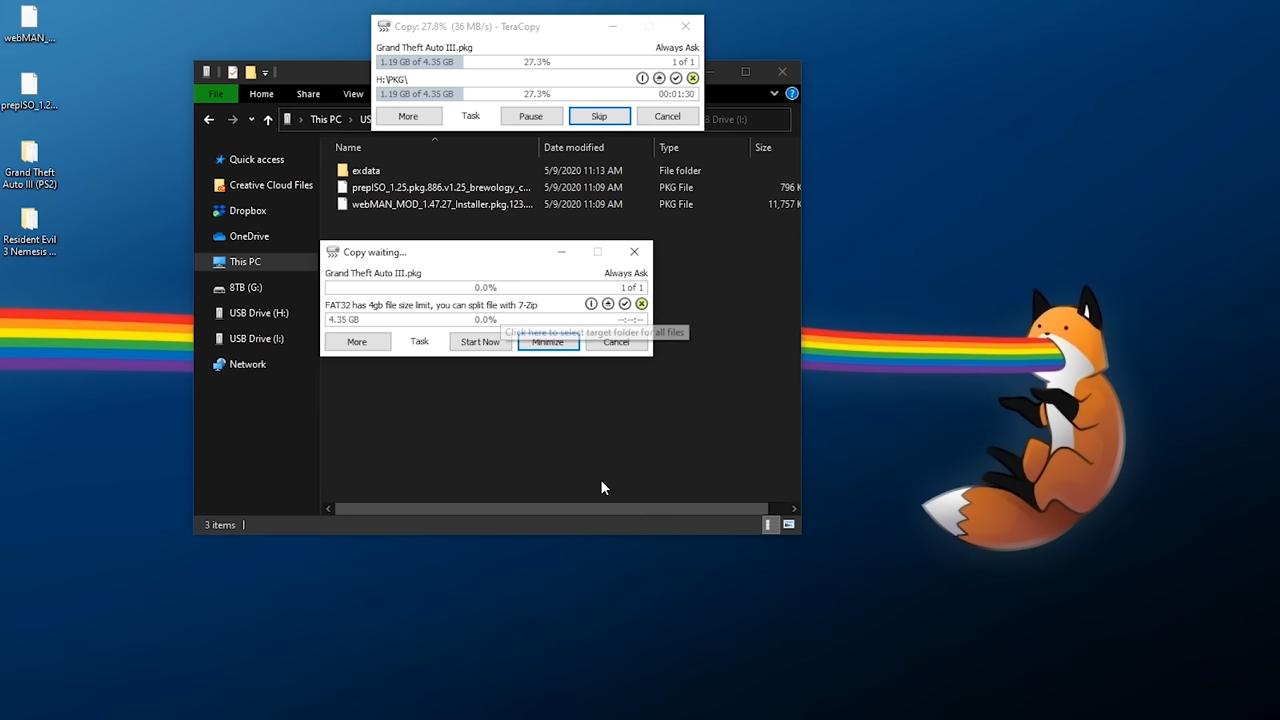 webMAN_...
prepISO_1.2...
Grand Theft
Auto III (PS2)
Resident Evil
3 Nemesis ...
Copy: 27.8% (36 MB/s) - TeraCopy
Grand Theft Auto III.pkg Always Ask
1.19 GB of 4.35 GB 27.3% 1 of 1
H:\PKG\
1.19 GB of 4.35 GB 27.3% 00:01:30
More Task Pause Skip Cancel
File Home Share View
This PC US Drive (I:)
Name Date modified Type Size
exdata 5/9/2020 11:13 AM File folder
prepISO_1.25.pkg.886.v1.25_brewology_c... 5/9/2020 11:09 AM PKG File 796 K
webMAN_MOD_1.47.27_Installer.pkg.123.... 5/9/2020 11:09 AM PKG File 11,757 K
Quick access
Creative Cloud Files
Dropbox
OneDrive
This PC
8TB (G:)
USB Drive (H:)
USB Drive (I:)
Network
Copy waiting...
Grand Theft Auto III.pkg Always Ask
0.0% 1 of 1
FAT32 has 4gb file size limit, you can split file with 7-Zip
4.35 GB 0.0% --:--:--
Click here to select target folder for all files
More Task Start Now Minimize Cancel
3 items